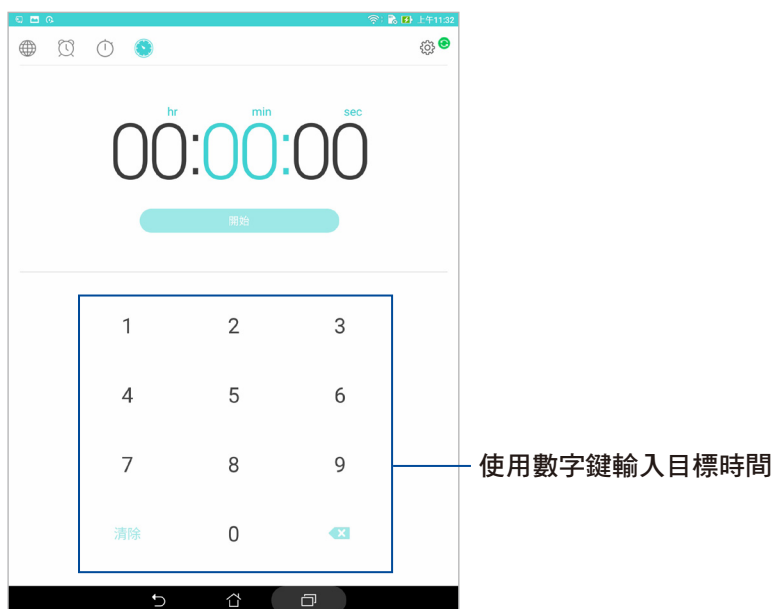 上午11:32
hr min sec
00:00:00
開始
1 2 3
4 5 6
7 8 9
清除 0
使用數字鍵輸入目標時間